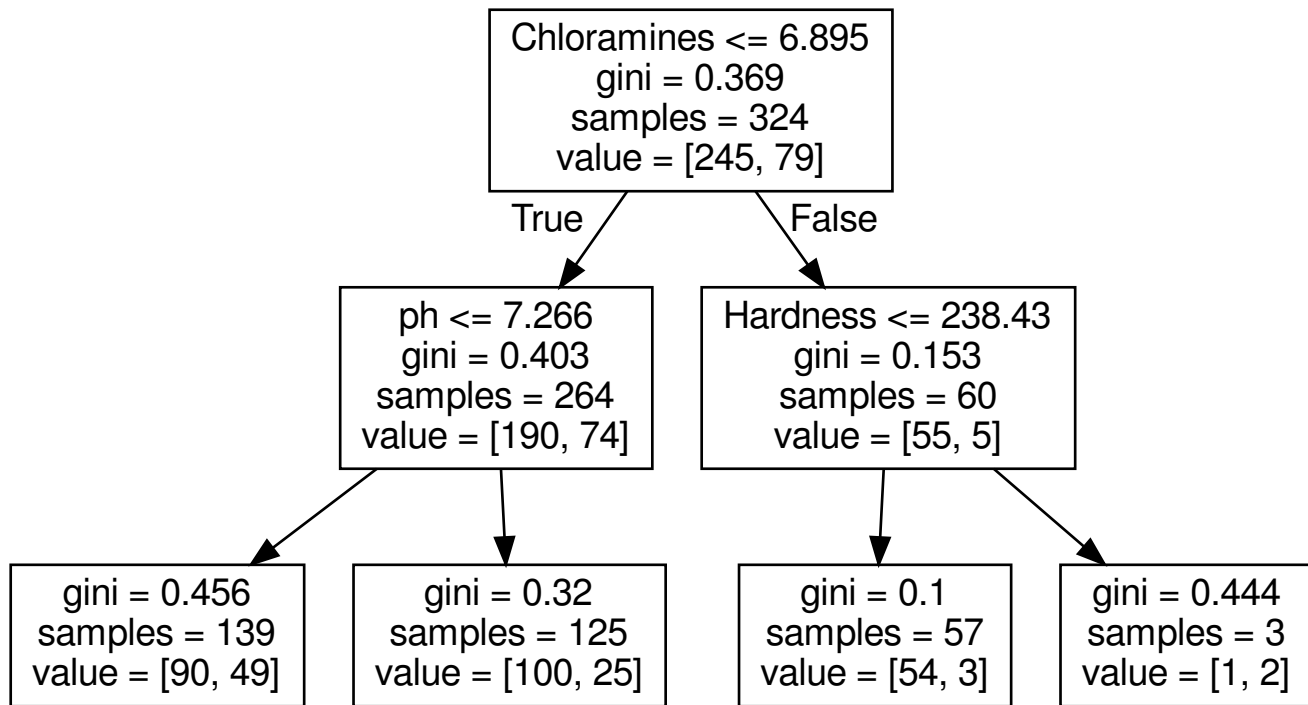 Chloramines <= 6.895
gini = 0.369
samples = 324
value = [245, 79]
True
False
ph <= 7.266
gini = 0.403
samples = 264
value = [190, 74]
Hardness <= 238.43
gini = 0.153
samples = 60
value = [55, 5]
gini = 0.456
samples = 139
value = [90, 49]
gini = 0.32
samples = 125
value = [100, 25]
gini = 0.1
samples = 57
value = [54, 3]
gini = 0.444
samples = 3
value = [1, 2]